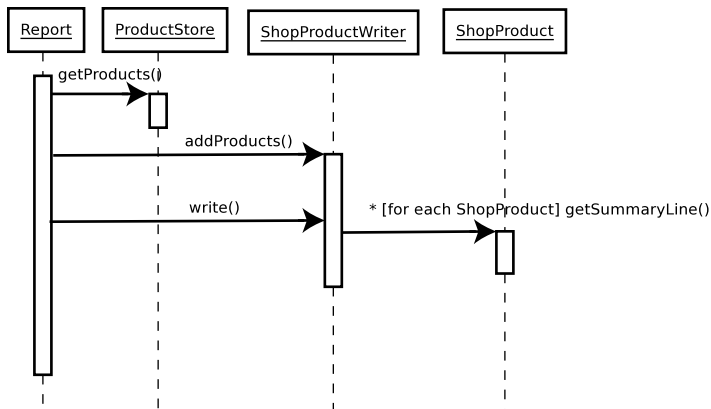 Report
ProductStore
ShopProductWriter
ShopProduct
getProducts()
addProducts()
write()
* [for each ShopProduct] getSummaryLine()